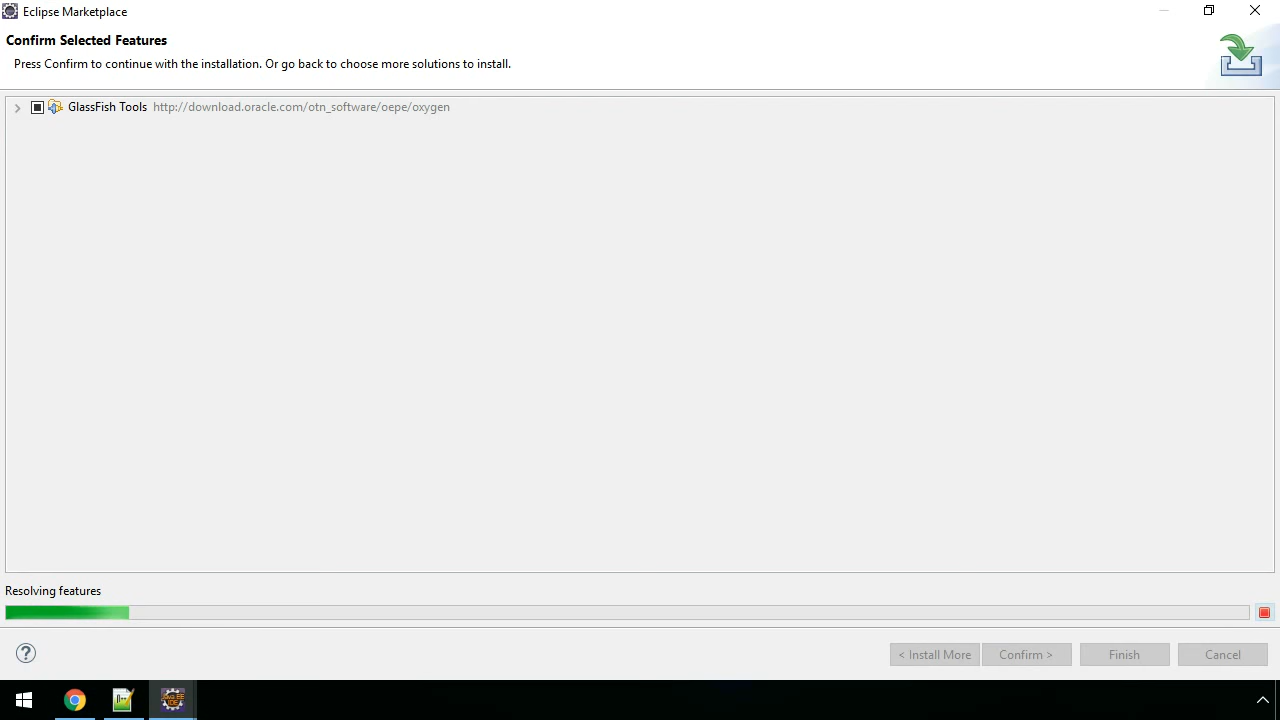 Eclipse Marketplace
Confirm Selected Features
Press Confirm to continue with the installation. Or go back to choose more solutions to install.
GlassFish Tools http://download.oracle.com/otn_software/oepe/oxygen
Resolving features
< Install More Confirm > Finish Cancel